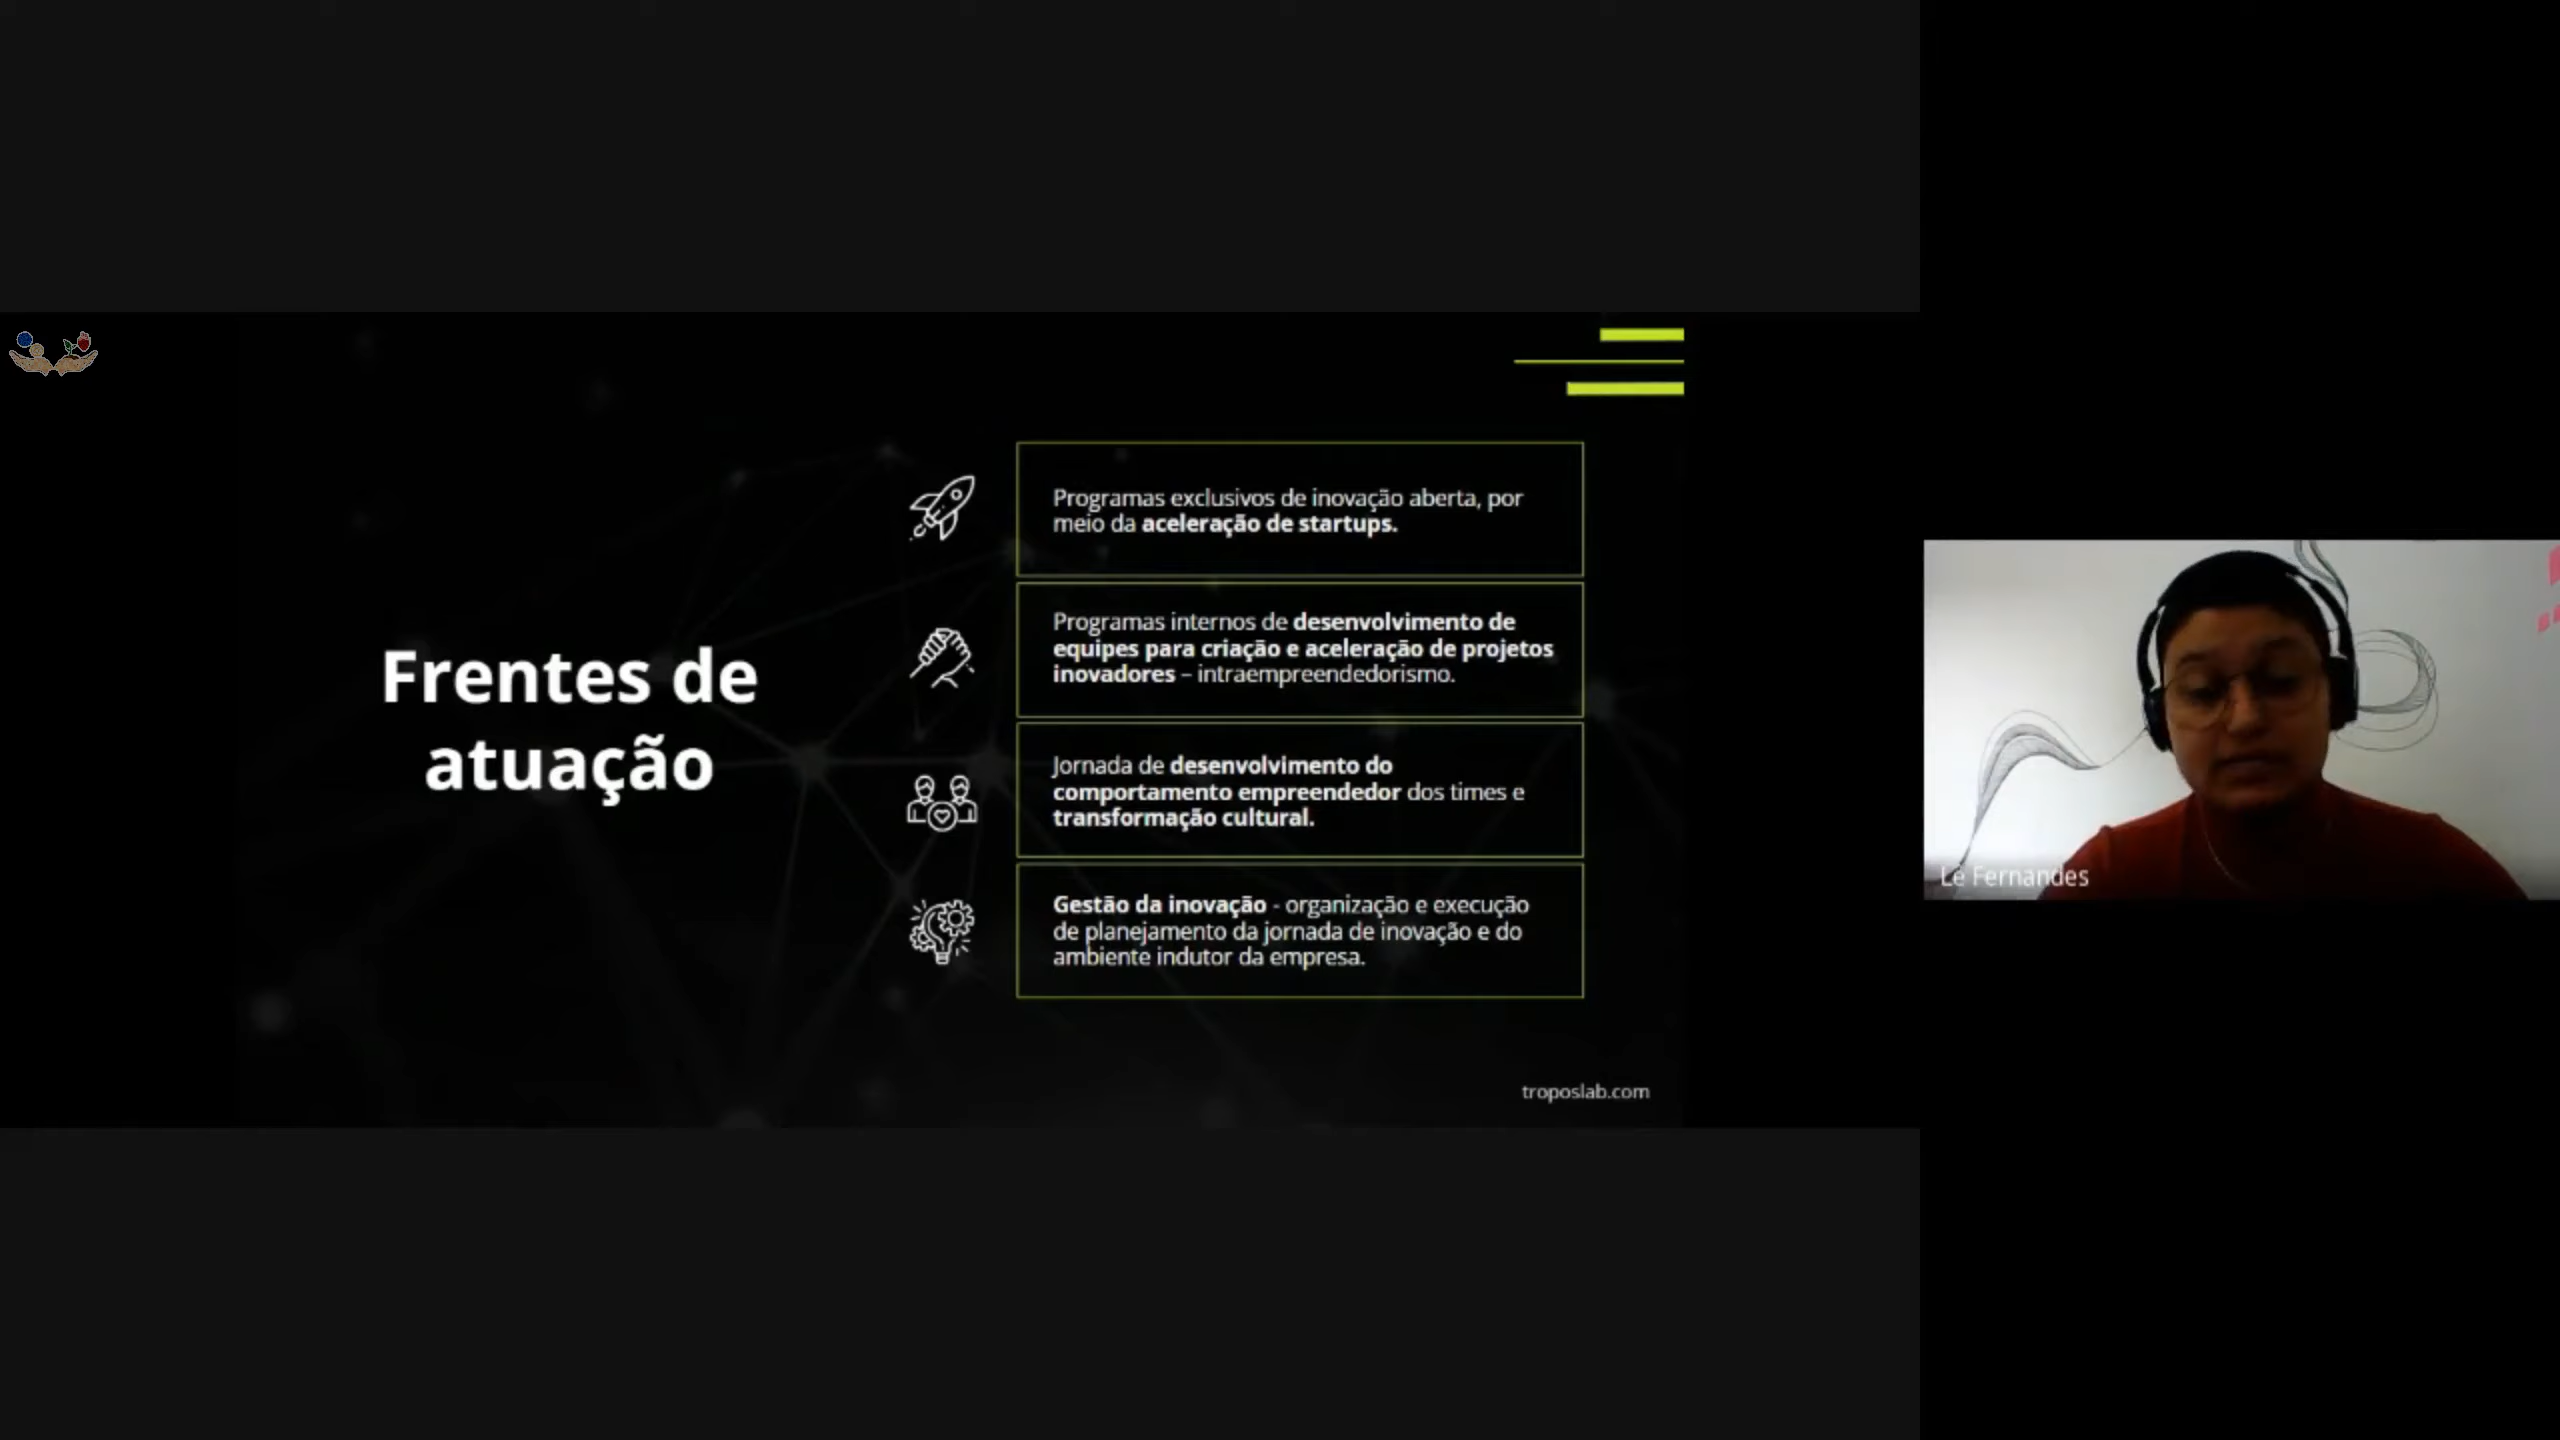 Frentes de
atuação
Programas exclusivos de inovação aberta, por
meio da aceleração de startups.
Programas internos de desenvolvimento de
equipes para criação e aceleração de projetos
inovadores – intraempreendedorismo.
Jornada de desenvolvimento do
comportamento empreendedor dos times e
transformação cultural.
Gestão da inovação - organização e execução
de planejamento da jornada de inovação e do
ambiente indutor da empresa.
troposlab.com
Le Fernandes